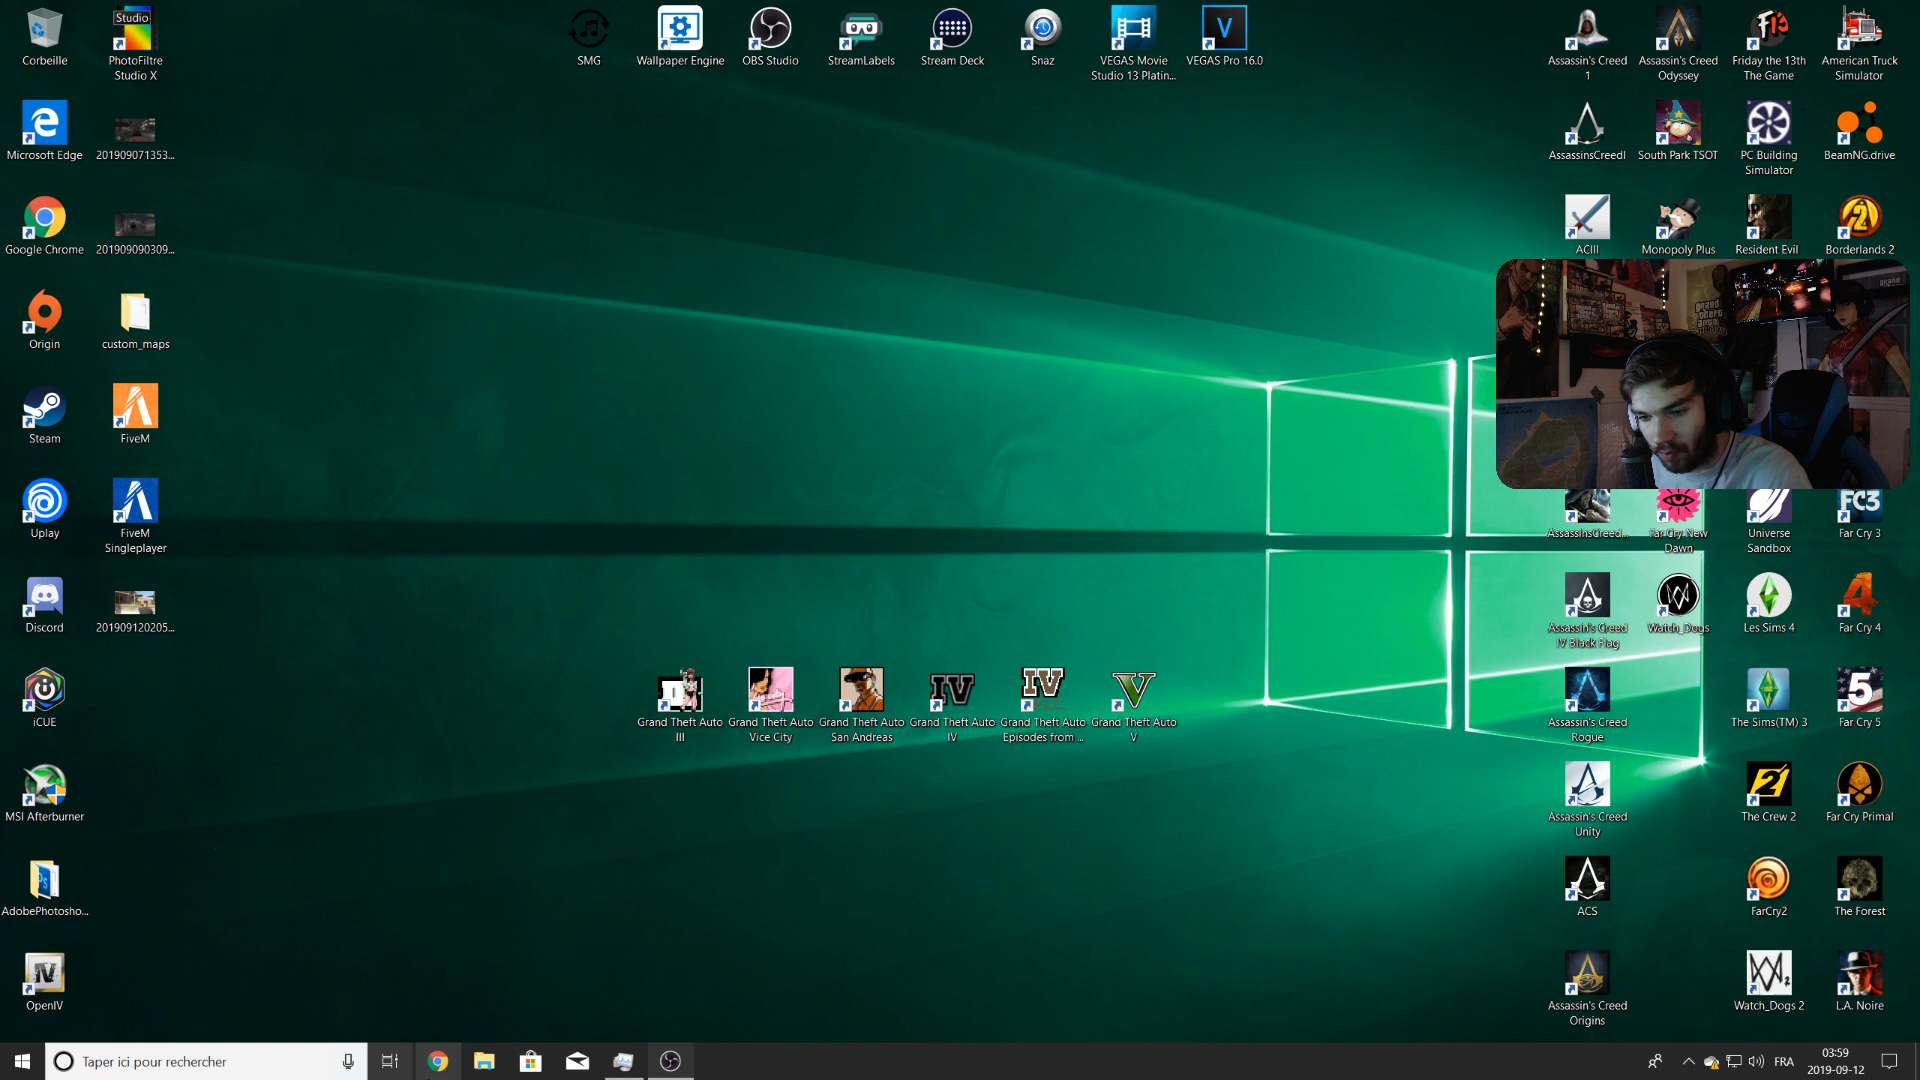 Corbeille
Studio
PhotoFiltre
Studio X
SMG
Wallpaper Engine
OBS Studio
StreamLabels
Stream Deck
Snaz
VEGAS Movie
Studio 13 Platin...
VEGAS Pro 16.0
Assassin's Creed
1
Assassin's Creed
Odyssey
Friday the 13th
The Game
American Truck
Simulator
Microsoft Edge
201909071353...
AssassinsCreedI
South Park TSOT
PC Building
Simulator
BeamNG.drive
Google Chrome
201909090309...
ACIII
Monopoly Plus
Resident Evil
Borderlands 2
Origin
custom_maps
Steam
FiveM
Uplay
FiveM
Singleplayer
AssassinsCreed...
Far Cry New
Dawn
Universe
Sandbox
FC3
Far Cry 3
Discord
201909120205...
Assassin's Creed
IV Black Flag
Watch_Dogs
Les Sims 4
Far Cry 4
iCUE
Grand Theft Auto
III
Grand Theft Auto
Vice City
Grand Theft Auto
San Andreas
Grand Theft Auto
IV
Grand Theft Auto
Episodes from ...
Grand Theft Auto
V
Assassin's Creed
Rogue
The Sims(TM) 3
Far Cry 5
MSI Afterburner
Assassin's Creed
Unity
The Crew 2
Far Cry Primal
AdobePhotosho...
ACS
FarCry2
The Forest
OpenIV
Assassin's Creed
Origins
Watch_Dogs 2
L.A. Noire
Taper ici pour rechercher
FRA
03:59
2019-09-12